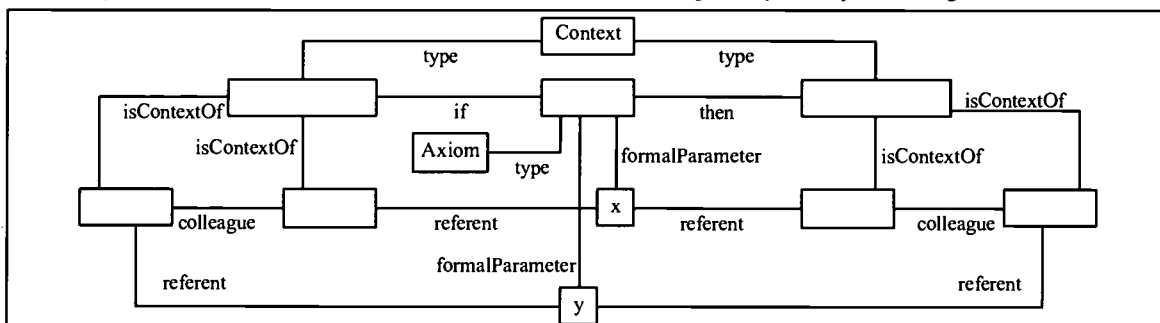 Context
type type
isContextOf if then isContextOf
isContextOf Axiom type formalParameter isContextOf
x
colleague referent referent colleague
formalParameter
referent referent
y